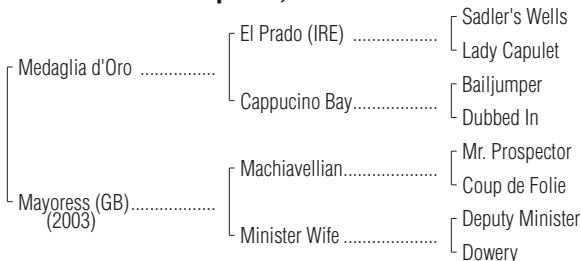 Sadler's Wells
El Prado (IRE) ..................
Lady Capulet
Medaglia d'Oro ................
Bailjumper
Cappucino Bay...................
Dubbed In
Mr. Prospector
Machiavellian.....................
Coup de Folie
Mayoress (GB)..................
(2003)
Deputy Minister
Minister Wife .....................
Dowery